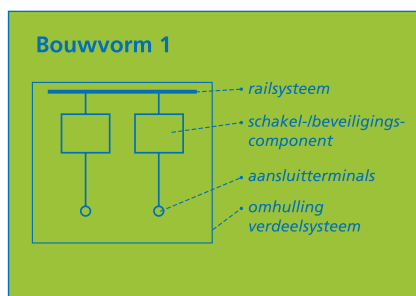 Bouwvorm 1
railsysteem
schakel-/beveiligings-
component
aansluitterminals
omhulling
verdeelsysteem